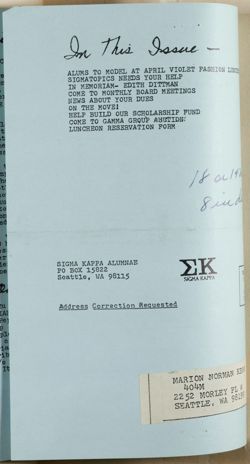 In This Issue —
ALUMS TO MODEL AT APRIL VIOLET FASHION
SIGMATOPICS NEEDS YOUR HELP
IN MEMORIAM- EDITH DITTMAN
COME TO MONTHLY BOARD MEETINGS
NEWS ABOUT YOUR DUES
ON THE MOVE!
HELP BUILD OUR SCHOLARSHIP FUND
COME TO GAMMA GROUP AUCTION!
LUNCHEON RESERVATION FORM
SIGMA KAPPA ALUMNAE
PO BOX 15822
Seattle, WA 98115
ΣK
SIGMA KAPPA
Address Correction Requested
MARION NORMAN
404M
2252 MORLEY PL W
SEATTLE, WA